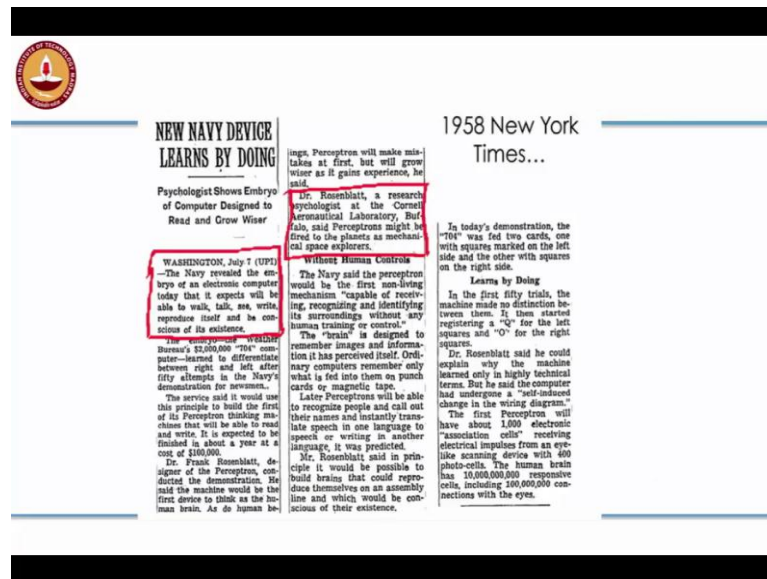 INDIAN INSTITUTE OF TECHNOLOGY MADRAS
1958 New York
Times...
NEW NAVY DEVICE
LEARNS BY DOING
Psychologist Shows Embryo
of Computer Designed to
Read and Grow Wiser
WASHINGTON, July 7 (UPI)
—The Navy revealed the em-
bryo of an electronic computer
today that it expects will be
able to walk, talk, see, write,
reproduce itself and be con-
scious of its existence.
The embryo—the Weather
Bureau's $2,000,000 "704" com-
puter—learned to differentiate
between right and left after
fifty attempts in the Navy's
demonstration for newsmen.
The service said it would use
this principle to build the first
of its Perceptron thinking ma-
chines that will be able to read
and write. It is expected to be
finished in about a year at a
cost of $100,000.
Dr. Frank Rosenblatt, de-
signer of the Perceptron, con-
ducted the demonstration. He
said the machine would be the
first device to think as the hu-
man brain. As do human be-
ings, Perceptron will make mis-
takes at first, but will grow
wiser as it gains experience, he
said.
Dr. Rosenblatt, a research
psychologist at the Cornell
Aeronautical Laboratory, Buf-
falo, said Perceptrons might be
fired to the planets as mechani-
cal space explorers.
Without Human Controls
The Navy said the perceptron
would be the first non-living
mechanism "capable of receiv-
ing, recognizing and identifying
its surroundings without any
human training or control."
The "brain" is designed to
remember images and informa-
tion it has perceived itself. Ordi-
nary computers remember only
what is fed into them on punch
cards or magnetic tape.
Later Perceptrons will be able
to recognize people and call out
their names and instantly trans-
late speech in one language to
speech or writing in another
language, it was predicted.
Mr. Rosenblatt said in prin-
ciple it would be possible to
build brains that could repro-
duce themselves on an assembly
line and which would be con-
scious of their existence.
In today's demonstration, the
"704" was fed two cards, one
with squares marked on the left
side and the other with squares
on the right side.
Learns by Doing
In the first fifty trials, the
machine made no distinction be-
tween them. It then started
registering a "Q" for the left
squares and "O" for the right
squares.
Dr. Rosenblatt said he could
explain why the machine
learned only in highly technical
terms. But he said the computer
had undergone a "self-induced
change in the wiring diagram."
The first Perceptron will
have about 1,000 electronic
"association cells" receiving
electrical impulses from an eye-
like scanning device with 400
photo-cells. The human brain
has 10,000,000,000 responsive
cells, including 100,000,000 con-
nections with the eyes.